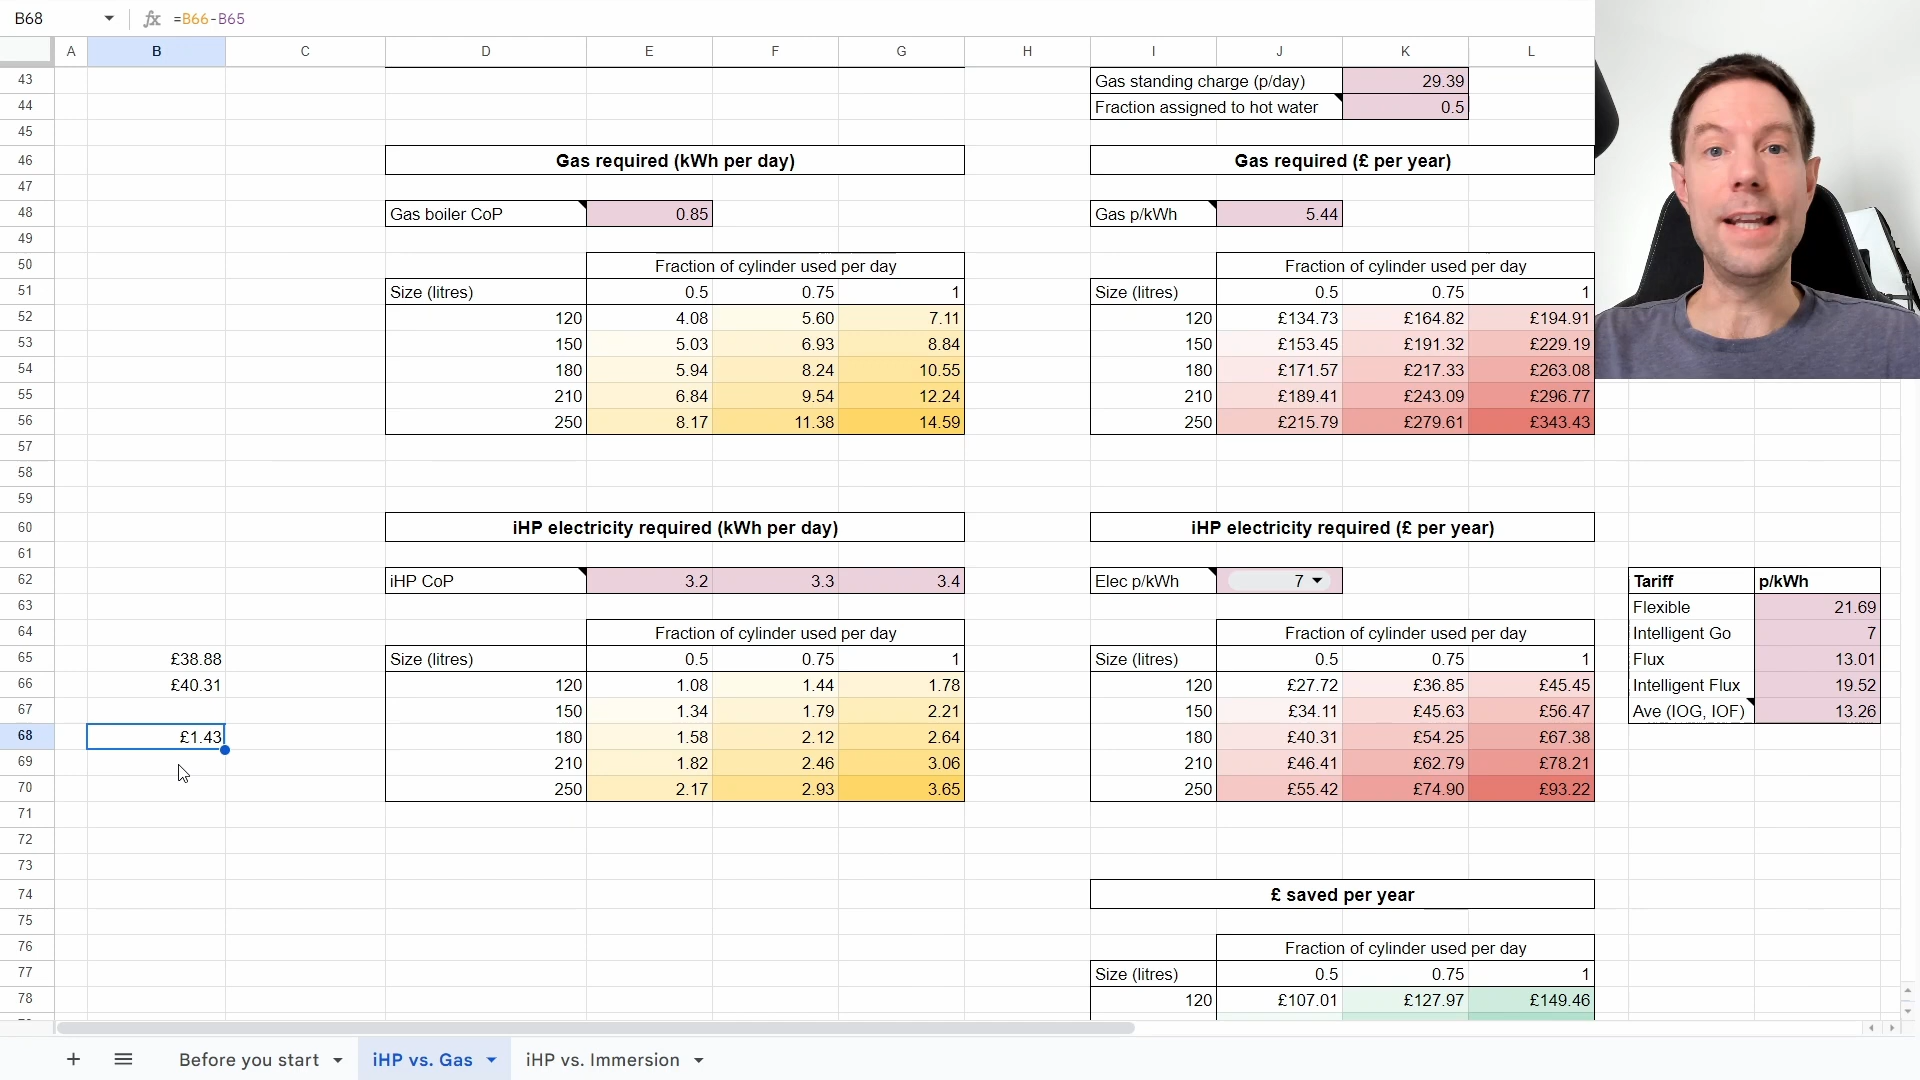 B68 fx =B66-B65
A B C D E F G H I J K L
43 Gas standing charge (p/day) 29.39
44 Fraction assigned to hot water 0.5
45
46 Gas required (kWh per day) Gas required (£ per year)
47
48 Gas boiler CoP 0.85 Gas p/kWh 5.44
49
50 Fraction of cylinder used per day Fraction of cylinder used per day
51 Size (litres) 0.5 0.75 1 Size (litres) 0.5 0.75 1
52 120 4.08 5.60 7.11 120 £134.73 £164.82 £194.91
53 150 5.03 6.93 8.84 150 £153.45 £191.32 £229.19
54 180 5.94 8.24 10.55 180 £171.57 £217.33 £263.08
55 210 6.84 9.54 12.24 210 £189.41 £243.09 £296.77
56 250 8.17 11.38 14.59 250 £215.79 £279.61 £343.43
57
58
59
60 iHP electricity required (kWh per day) iHP electricity required (£ per year)
61
62 iHP CoP 3.2 3.3 3.4 Elec p/kWh 7 Tariff p/kWh
63 Flexible 21.69
64 Fraction of cylinder used per day Fraction of cylinder used per day Intelligent Go 7
65 £38.88 Size (litres) 0.5 0.75 1 Size (litres) 0.5 0.75 1 Flux 13.01
66 £40.31 120 1.08 1.44 1.78 120 £27.72 £36.85 £45.45 Intelligent Flux 19.52
67 150 1.34 1.79 2.21 150 £34.11 £45.63 £56.47 Ave (IOG, IOF) 13.26
68 £1.43 180 1.58 2.12 2.64 180 £40.31 £54.25 £67.38
69 210 1.82 2.46 3.06 210 £46.41 £62.79 £78.21
70 250 2.17 2.93 3.65 250 £55.42 £74.90 £93.22
71
72
73
74 £ saved per year
75
76 Fraction of cylinder used per day
77 Size (litres) 0.5 0.75 1
78 120 £107.01 £127.97 £149.46
Before you start iHP vs. Gas iHP vs. Immersion